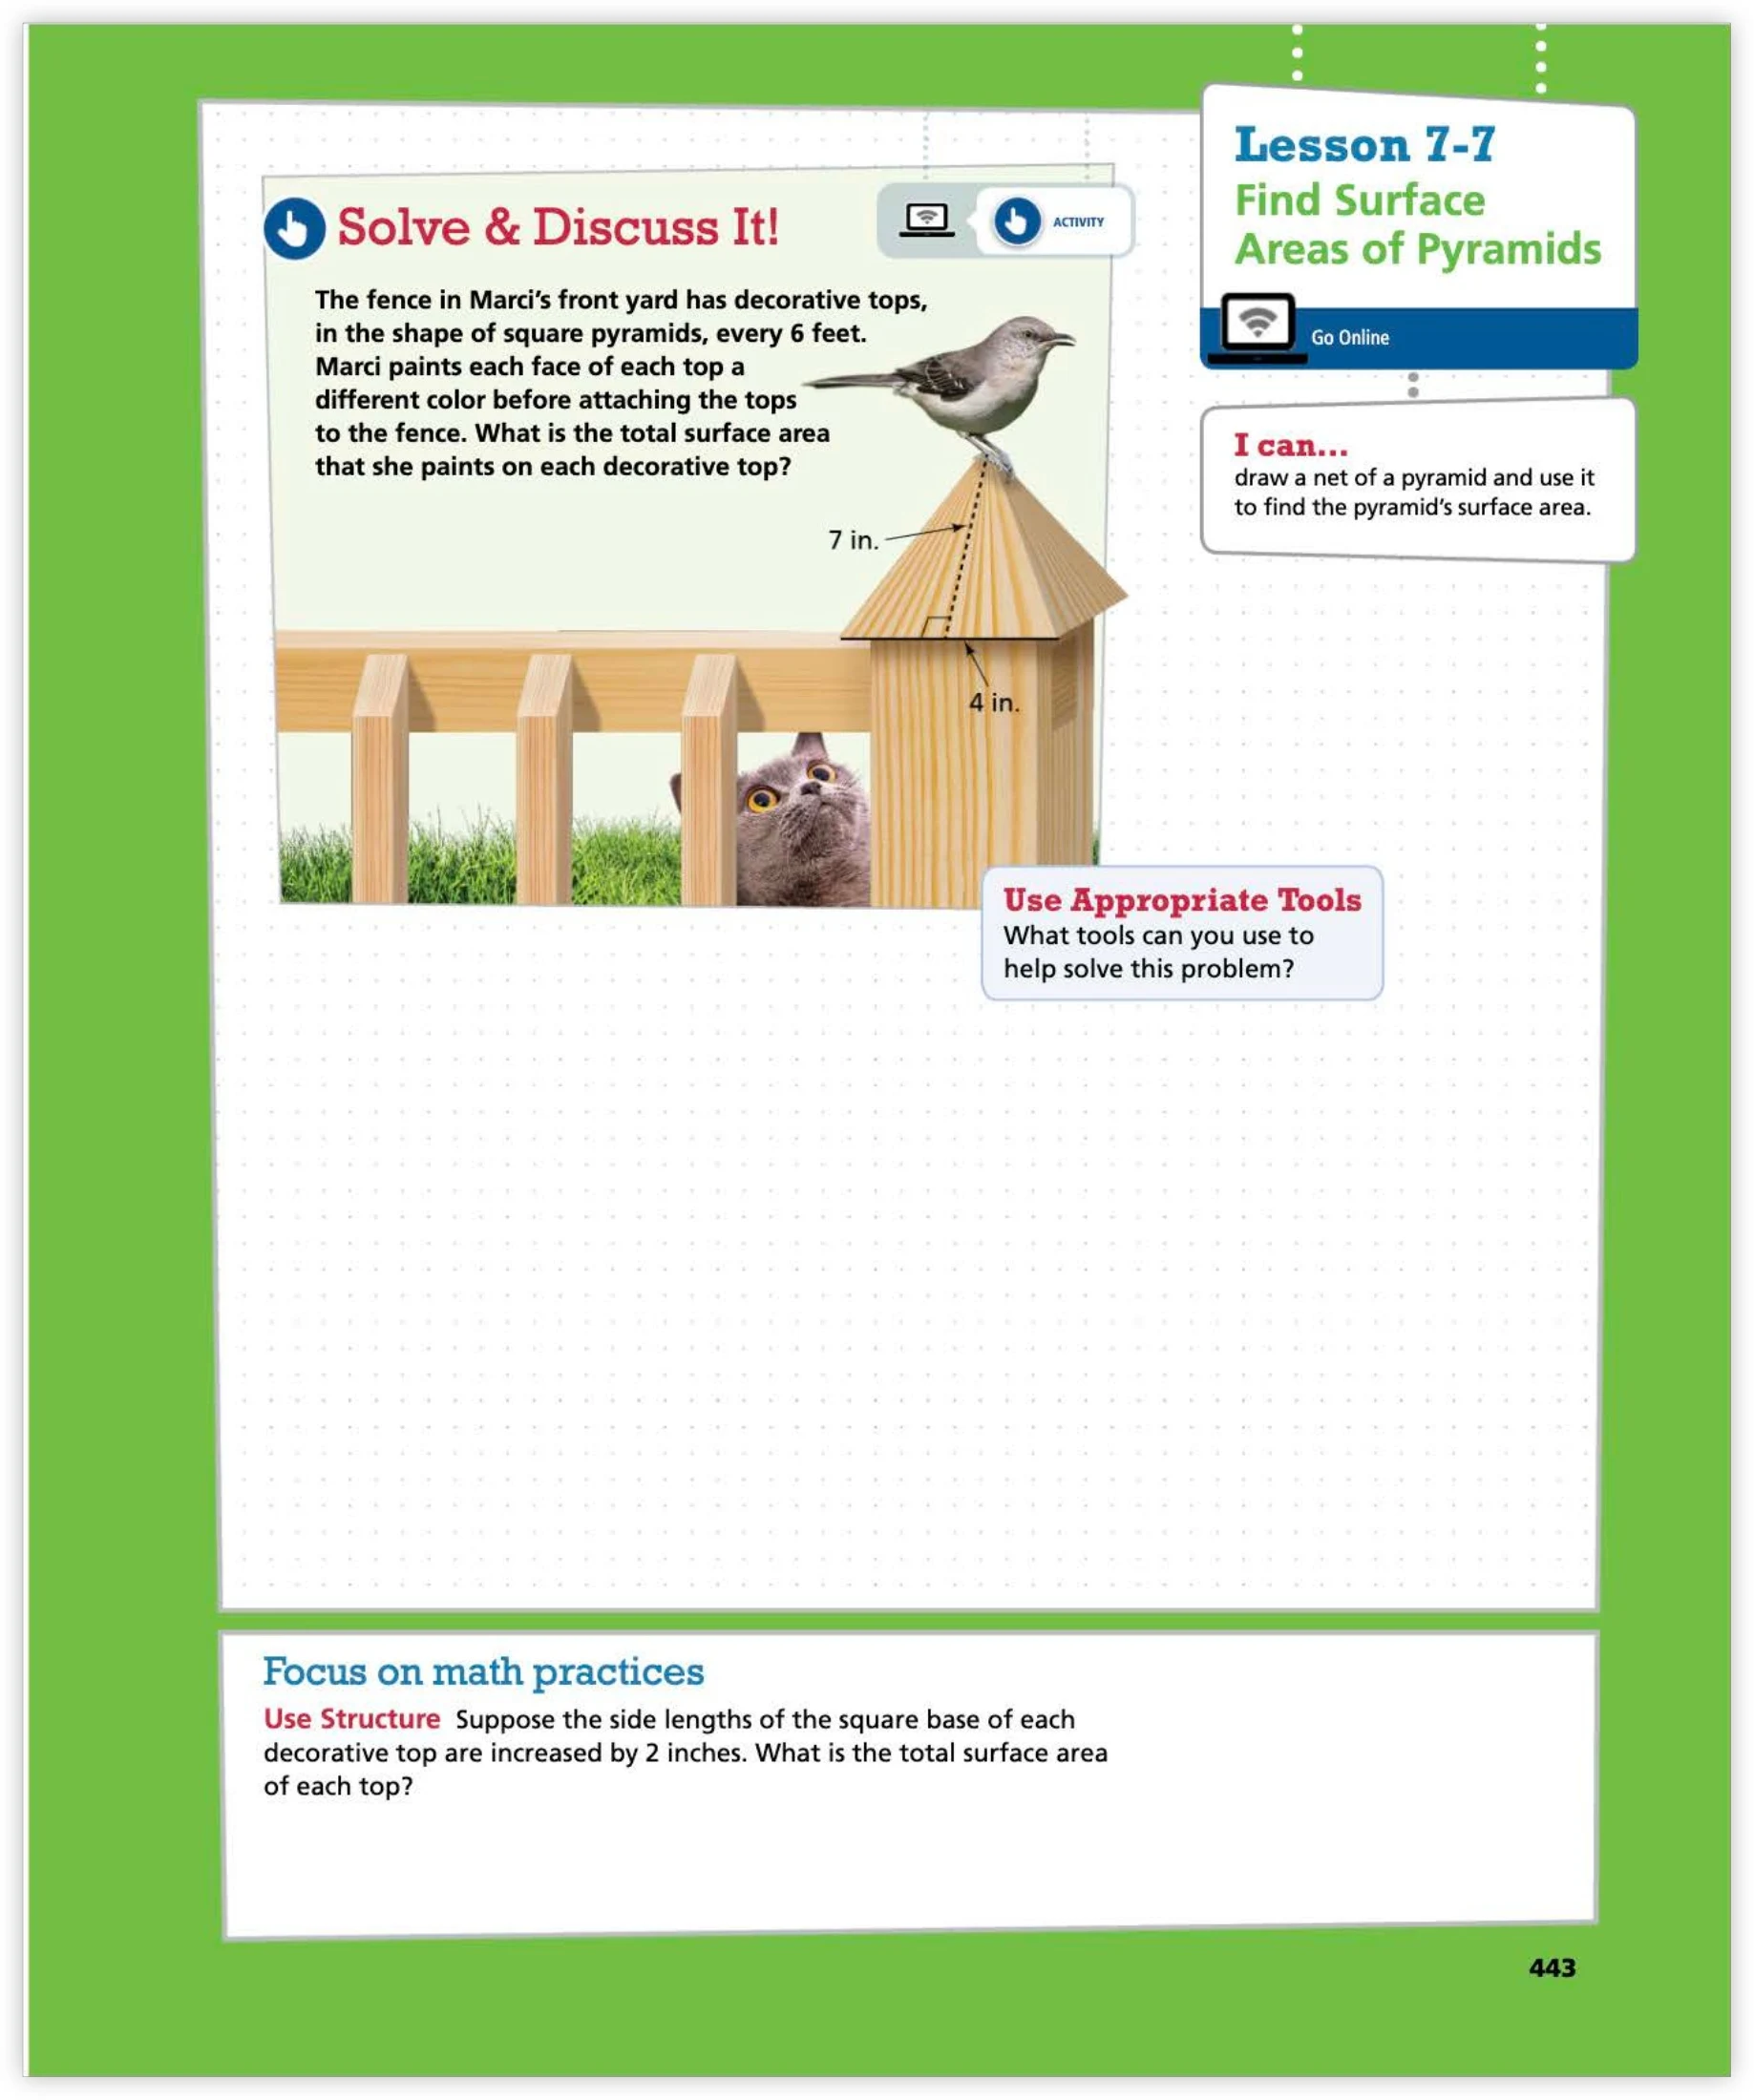 Lesson 7-7
Find Surface
Areas of Pyramids
Go Online
I can...
draw a net of a pyramid and use it
to find the pyramid's surface area.
Solve & Discuss It!
ACTIVITY
The fence in Marci's front yard has decorative tops,
in the shape of square pyramids, every 6 feet.
Marci paints each face of each top a
different color before attaching the tops
to the fence. What is the total surface area
that she paints on each decorative top?
7 in.
4 in.
Use Appropriate Tools
What tools can you use to
help solve this problem?
Focus on math practices
Use Structure Suppose the side lengths of the square base of each
decorative top are increased by 2 inches. What is the total surface area
of each top?
443